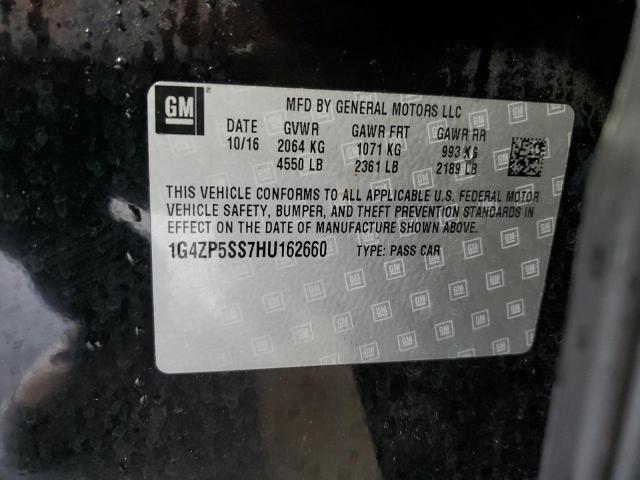 GM
MFD BY GENERAL MOTORS LLC
DATE GVWR GAWR FRT GAWR RR
10/16 2064 KG 1071 KG 993 KG
4550 LB 2361 LB 2189 LB
THIS VEHICLE CONFORMS TO ALL APPLICABLE U.S. FEDERAL MOTOR
VEHICLE SAFETY, BUMPER, AND THEFT PREVENTION STANDARDS IN
EFFECT ON THE DATE OF MANUFACTURE SHOWN ABOVE.
1G4ZP5SS7HU162660 TYPE: PASS CAR